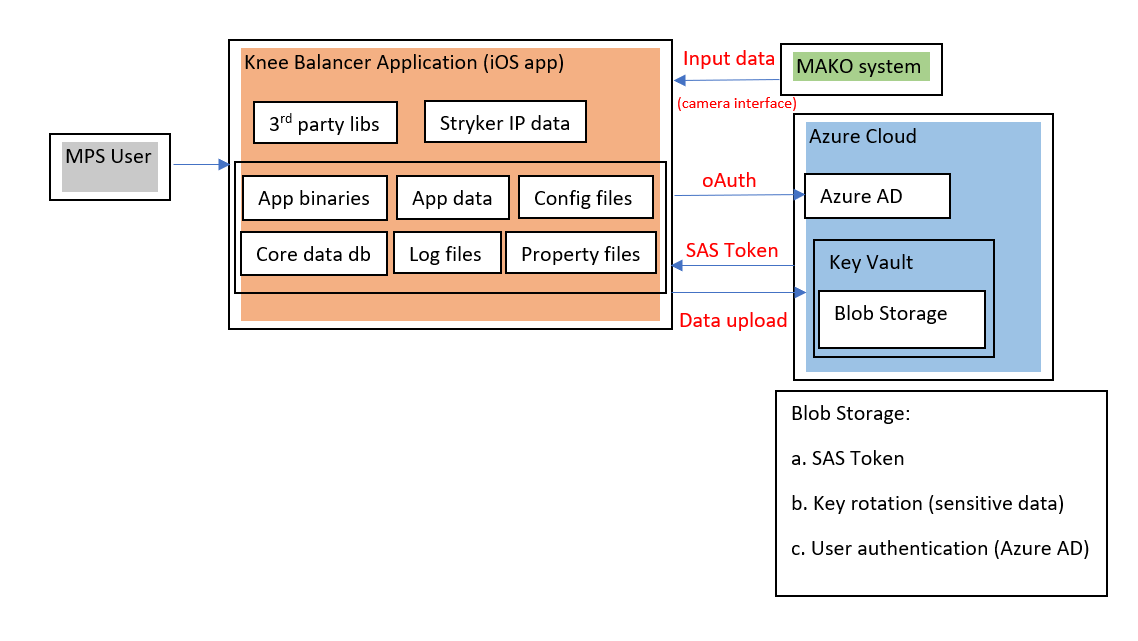 MPS User
Knee Balancer Application (iOS app)
3rd party libs
Stryker IP data
App binaries
App data
Config files
Core data db
Log files
Property files
Input data
(camera interface)
MAKO system
oAuth
SAS Token
Data upload
Azure Cloud
Azure AD
Key Vault
Blob Storage
Blob Storage:
a. SAS Token
b. Key rotation (sensitive data)
c. User authentication (Azure AD)